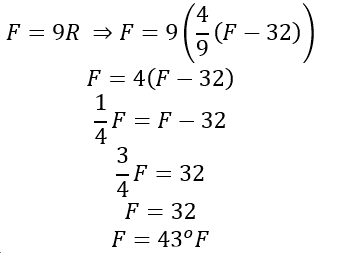 F = 9R ⇒ F = 9(4/9 (F − 32))
F = 4(F − 32)
1/4 F = F − 32
3/4 F = 32
F = 32
F = 43°F